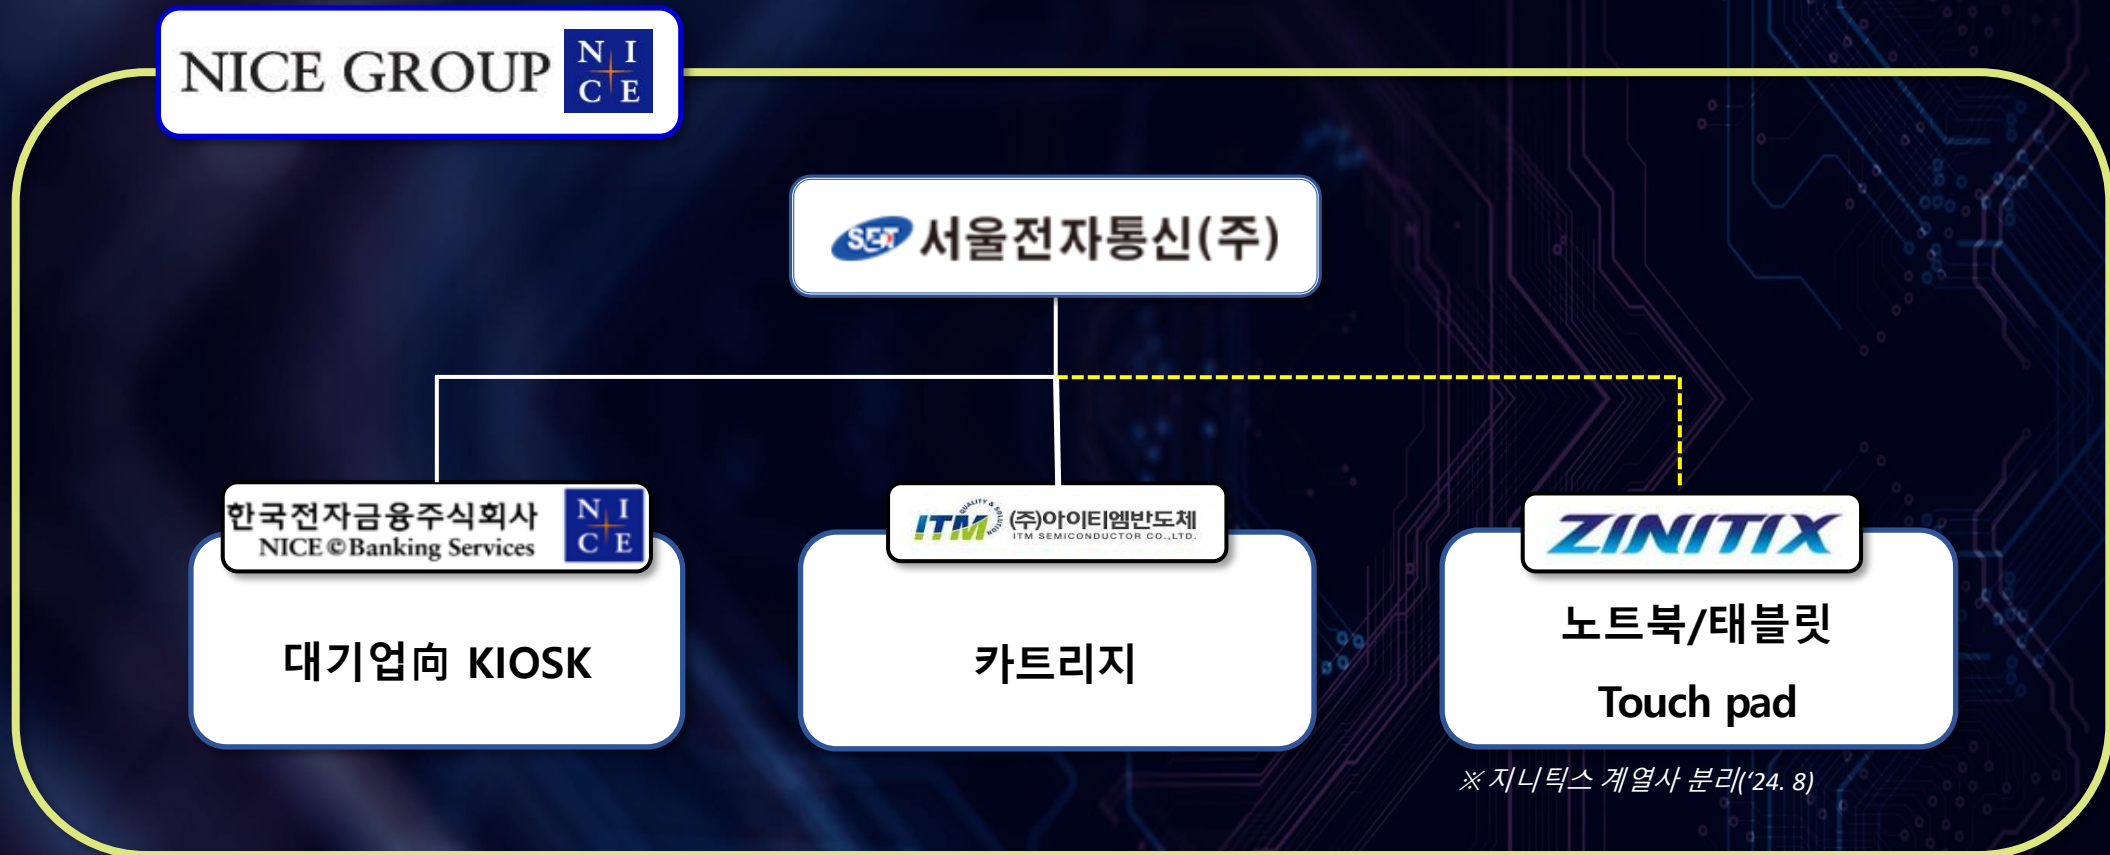 NICE GROUP
N I
C E
SET 서울전자통신(주)
한국전자금융주식회사
NICE©Banking Services
N I
C E
대기업向 KIOSK
QUALITY & SOLUTION
ITM (주)아이티엠반도체
ITM SEMICONDUCTOR CO.,LTD.
카트리지
ZINITIX
노트북/태블릿
Touch pad
※ 지니틱스 계열사 분리(‘24. 8)